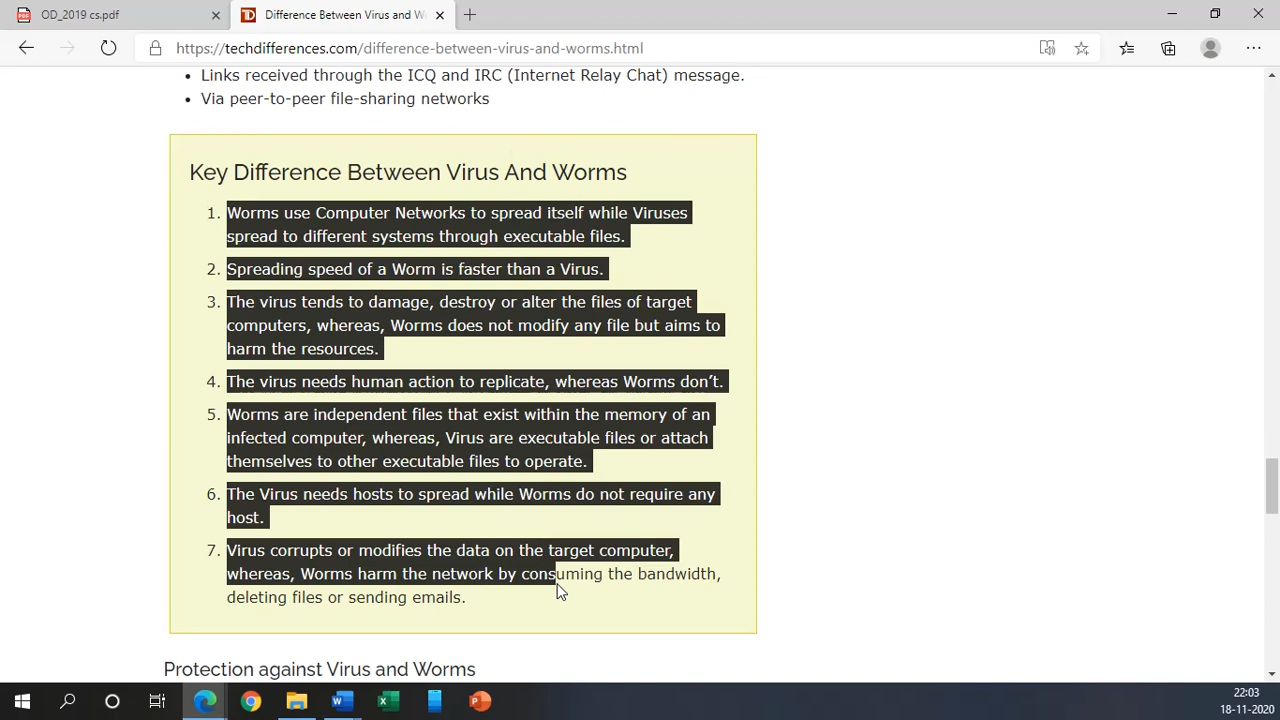 OD_2019 cs.pdf
Difference Between Virus and Wo
https://techdifferences.com/difference-between-virus-and-worms.html
• Links received through the ICQ and IRC (Internet Relay Chat) message.
• Via peer-to-peer file-sharing networks
Key Difference Between Virus And Worms
1. Worms use Computer Networks to spread itself while Viruses
spread to different systems through executable files.
2. Spreading speed of a Worm is faster than a Virus.
3. The virus tends to damage, destroy or alter the files of target
computers, whereas, Worms does not modify any file but aims to
harm the resources.
4. The virus needs human action to replicate, whereas Worms don’t.
5. Worms are independent files that exist within the memory of an
infected computer, whereas, Virus are executable files or attach
themselves to other executable files to operate.
6. The Virus needs hosts to spread while Worms do not require any
host.
7. Virus corrupts or modifies the data on the target computer,
whereas, Worms harm the network by consuming the bandwidth,
deleting files or sending emails.
Protection against Virus and Worms
22:03
18-11-2020